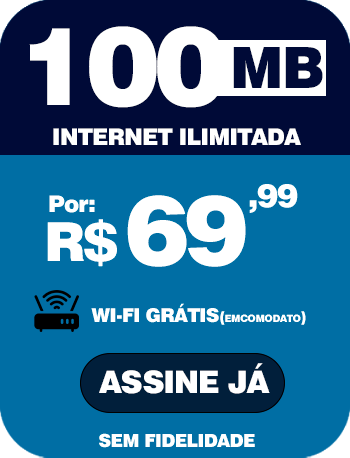 100 MB
INTERNET ILIMITADA
Por:
R$ 69,99
WI-FI GRÁTIS(EMCOMODATO)
ASSINE JÁ
SEM FIDELIDADE